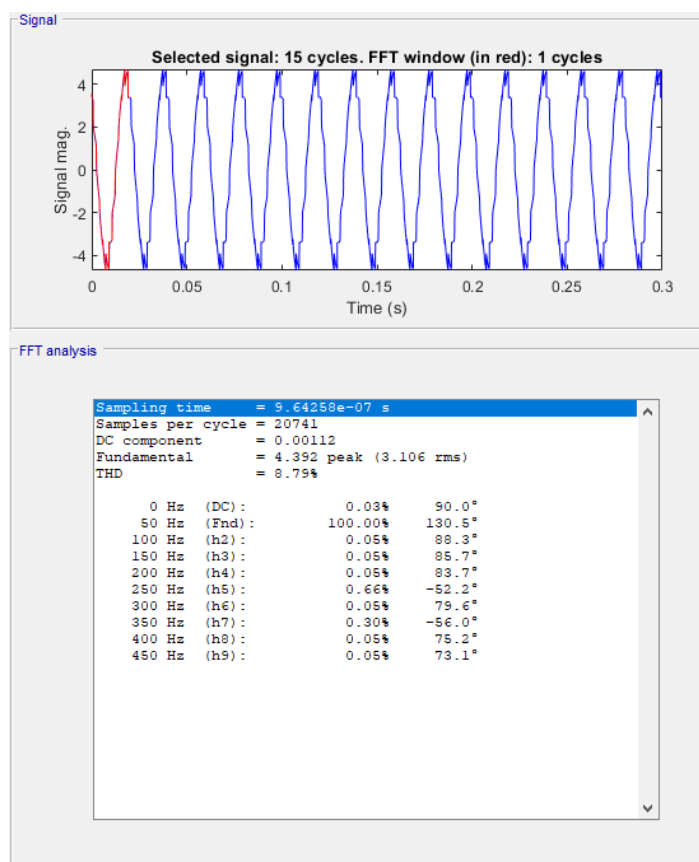 Signal
Selected signal: 15 cycles. FFT window (in red): 1 cycles
Signal mag.
4
2
0
-2
-4
0 0.05 0.1 0.15 0.2 0.25 0.3
Time (s)
FFT analysis
Sampling time = 9.64258e-07 s
Samples per cycle = 20741
DC component = 0.00112
Fundamental = 4.392 peak (3.106 rms)
THD = 8.79%
0 Hz (DC): 0.03% 90.0°
50 Hz (Fnd): 100.00% 130.5°
100 Hz (h2): 0.05% 88.3°
150 Hz (h3): 0.05% 85.7°
200 Hz (h4): 0.05% 83.7°
250 Hz (h5): 0.66% -52.2°
300 Hz (h6): 0.05% 79.6°
350 Hz (h7): 0.30% -56.0°
400 Hz (h8): 0.05% 75.2°
450 Hz (h9): 0.05% 73.1°